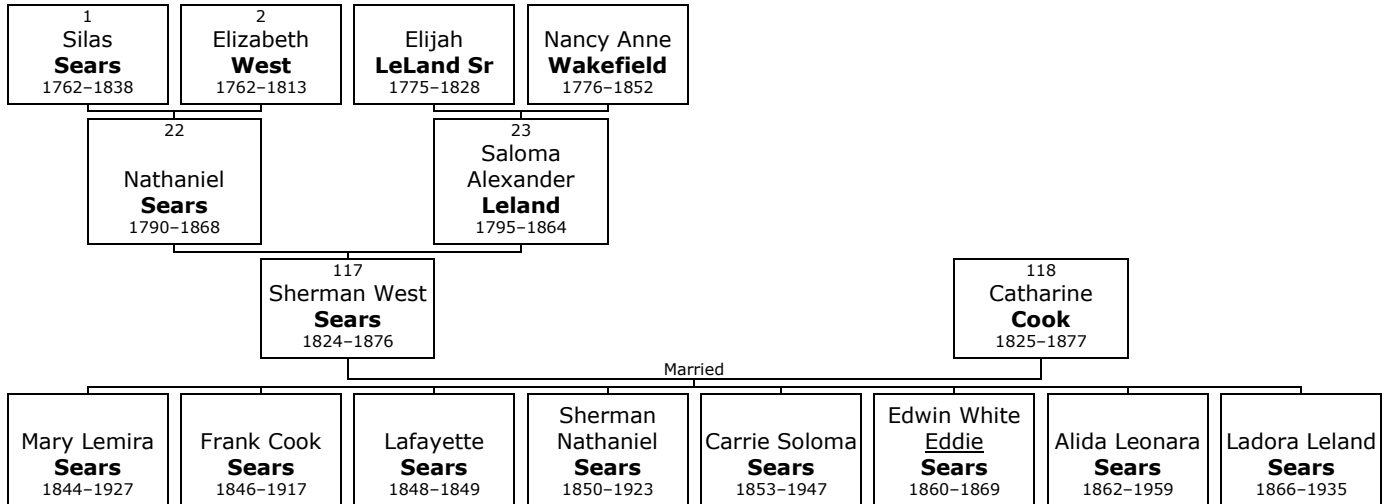 1
Silas
Sears
1762–1838
2
Elizabeth
West
1762–1813
Elijah
LeLand Sr
1775–1828
Nancy Anne
Wakefield
1776–1852
22
Nathaniel
Sears
1790–1868
23
Saloma
Alexander
Leland
1795–1864
117
Sherman West
Sears
1824–1876
118
Catharine
Cook
1825–1877
Married
Mary Lemira
Sears
1844–1927
Frank Cook
Sears
1846–1917
Lafayette
Sears
1848–1849
Sherman
Nathaniel
Sears
1850–1923
Carrie Soloma
Sears
1853–1947
Edwin White
Eddie
Sears
1860–1869
Alida Leonara
Sears
1862–1959
Ladora Leland
Sears
1866–1935